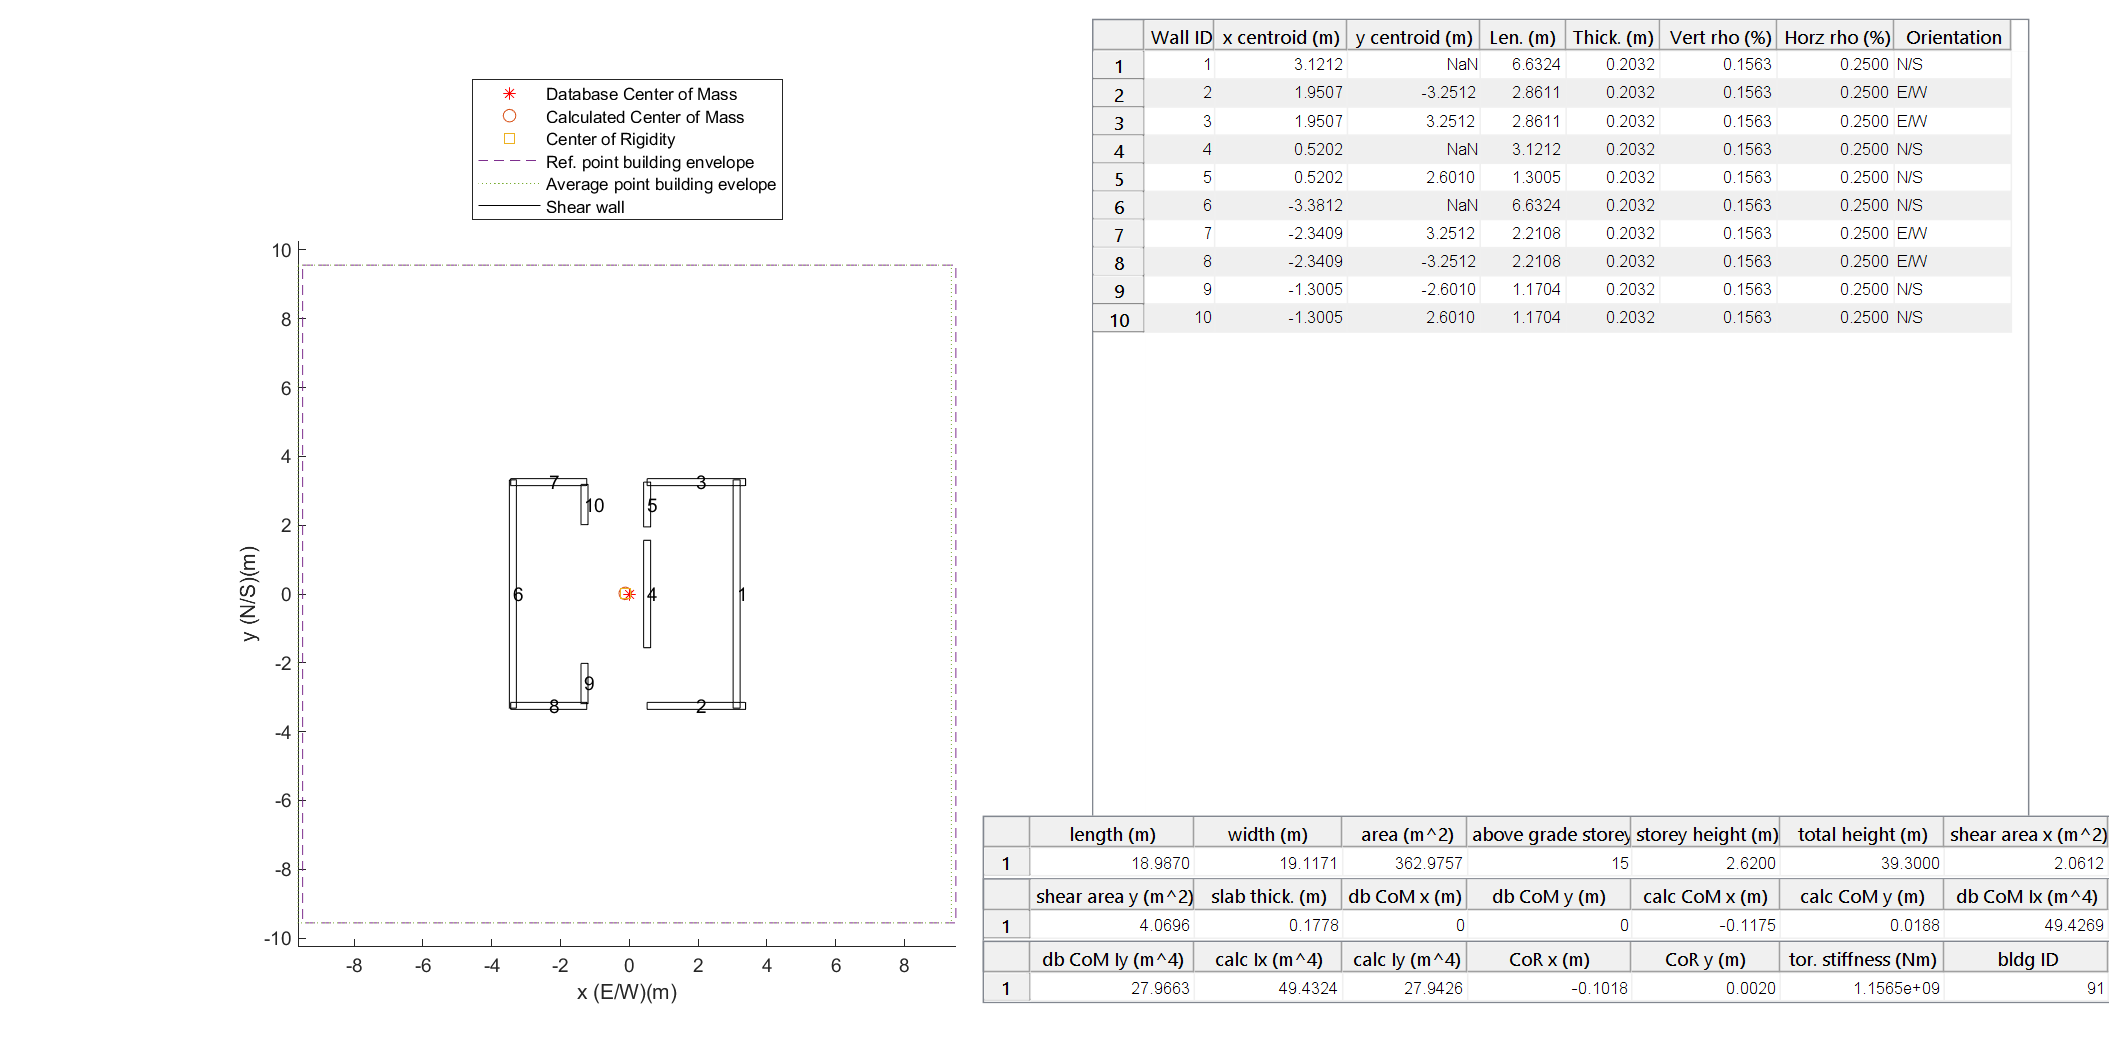 Database Center of Mass
Calculated Center of Mass
Center of Rigidity
Ref. point building envelope
Average point building evelope
Shear wall
10
8
6
4
2
0
-2
-4
-6
-8
-10
y (N/S)(m)
7
3
10
5
6
4
1
9
8
2
-8 -6 -4 -2 0 2 4 6 8
x (E/W)(m)
Wall ID x centroid (m) y centroid (m) Len. (m) Thick. (m) Vert rho (%) Horz rho (%) Orientation
1 1 3.1212 NaN 6.6324 0.2032 0.1563 0.2500 N/S
2 2 1.9507 -3.2512 2.8611 0.2032 0.1563 0.2500 E/W
3 3 1.9507 3.2512 2.8611 0.2032 0.1563 0.2500 E/W
4 4 0.5202 NaN 3.1212 0.2032 0.1563 0.2500 N/S
5 5 0.5202 2.6010 1.3005 0.2032 0.1563 0.2500 N/S
6 6 -3.3812 NaN 6.6324 0.2032 0.1563 0.2500 N/S
7 7 -2.3409 3.2512 2.2108 0.2032 0.1563 0.2500 E/W
8 8 -2.3409 -3.2512 2.2108 0.2032 0.1563 0.2500 E/W
9 9 -1.3005 -2.6010 1.1704 0.2032 0.1563 0.2500 N/S
10 10 -1.3005 2.6010 1.1704 0.2032 0.1563 0.2500 N/S
length (m) width (m) area (m^2) above grade storey storey height (m) total height (m) shear area x (m^2)
1 18.9870 19.1171 362.9757 15 2.6200 39.3000 2.0612
shear area y (m^2) slab thick. (m) db CoM x (m) db CoM y (m) calc CoM x (m) calc CoM y (m) db CoM Ix (m^4)
1 4.0696 0.1778 0 0 -0.1175 0.0188 49.4269
db CoM Iy (m^4) calc Ix (m^4) calc Iy (m^4) CoR x (m) CoR y (m) tor. stiffness (Nm) bldg ID
1 27.9663 49.4324 27.9426 -0.1018 0.0020 1.1565e+09 91